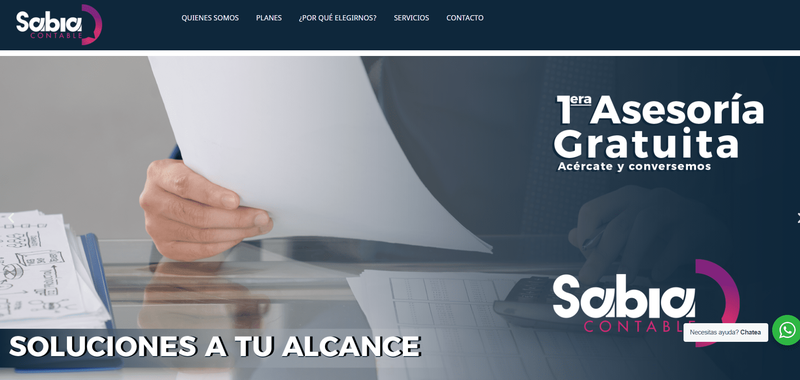 Sabia
CONTABLE
QUIENES SOMOS
PLANES
¿POR QUÉ ELEGIRNOS?
SERVICIOS
CONTACTO
1era Asesoría
Gratuita
Acércate y conversemos
Sabia
CONTABLE
Necesitas ayuda? Chatea
SOLUCIONES A TU ALCANCE